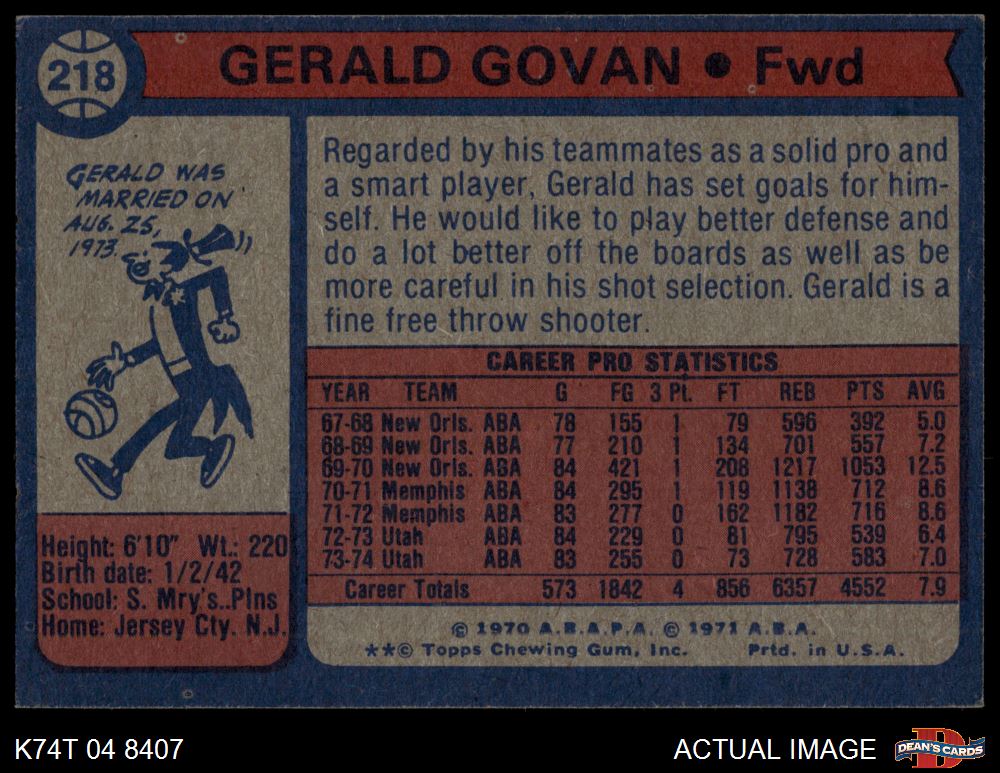 218
GERALD GOVAN • Fwd
GERALD WAS
MARRIED ON
AUG. 25,
1973.
Regarded by his teammates as a solid pro and
a smart player, Gerald has set goals for him-
self. He would like to play better defense and
do a lot better off the boards as well as be
more careful in his shot selection. Gerald is a
fine free throw shooter.
CAREER PRO STATISTICS
YEAR TEAM G FG 3 Pt. FT REB PTS AVG
67-68 New Orls. ABA 78 155 1 79 596 392 5.0
68-69 New Orls. ABA 77 210 1 134 701 557 7.2
69-70 New Orls. ABA 84 421 1 208 1217 1053 12.5
70-71 Memphis ABA 84 295 1 119 1138 712 8.6
71-72 Memphis ABA 83 277 0 162 1182 716 8.6
72-73 Utah ABA 84 229 0 81 795 539 6.4
73-74 Utah ABA 83 255 0 73 728 583 7.0
Career Totals 573 1842 4 856 6357 4552 7.9
Height: 6'10" Wt.: 220
Birth date: 1/2/42
School: S. Mry's..Plns
Home: Jersey Cty. N.J.
© 1970 A.B.A.P.A. © 1971 A.B.A.
**© Topps Chewing Gum, Inc. Prtd. in U.S.A.
K74T 04 8407
ACTUAL IMAGE
DEAN'S CARDS